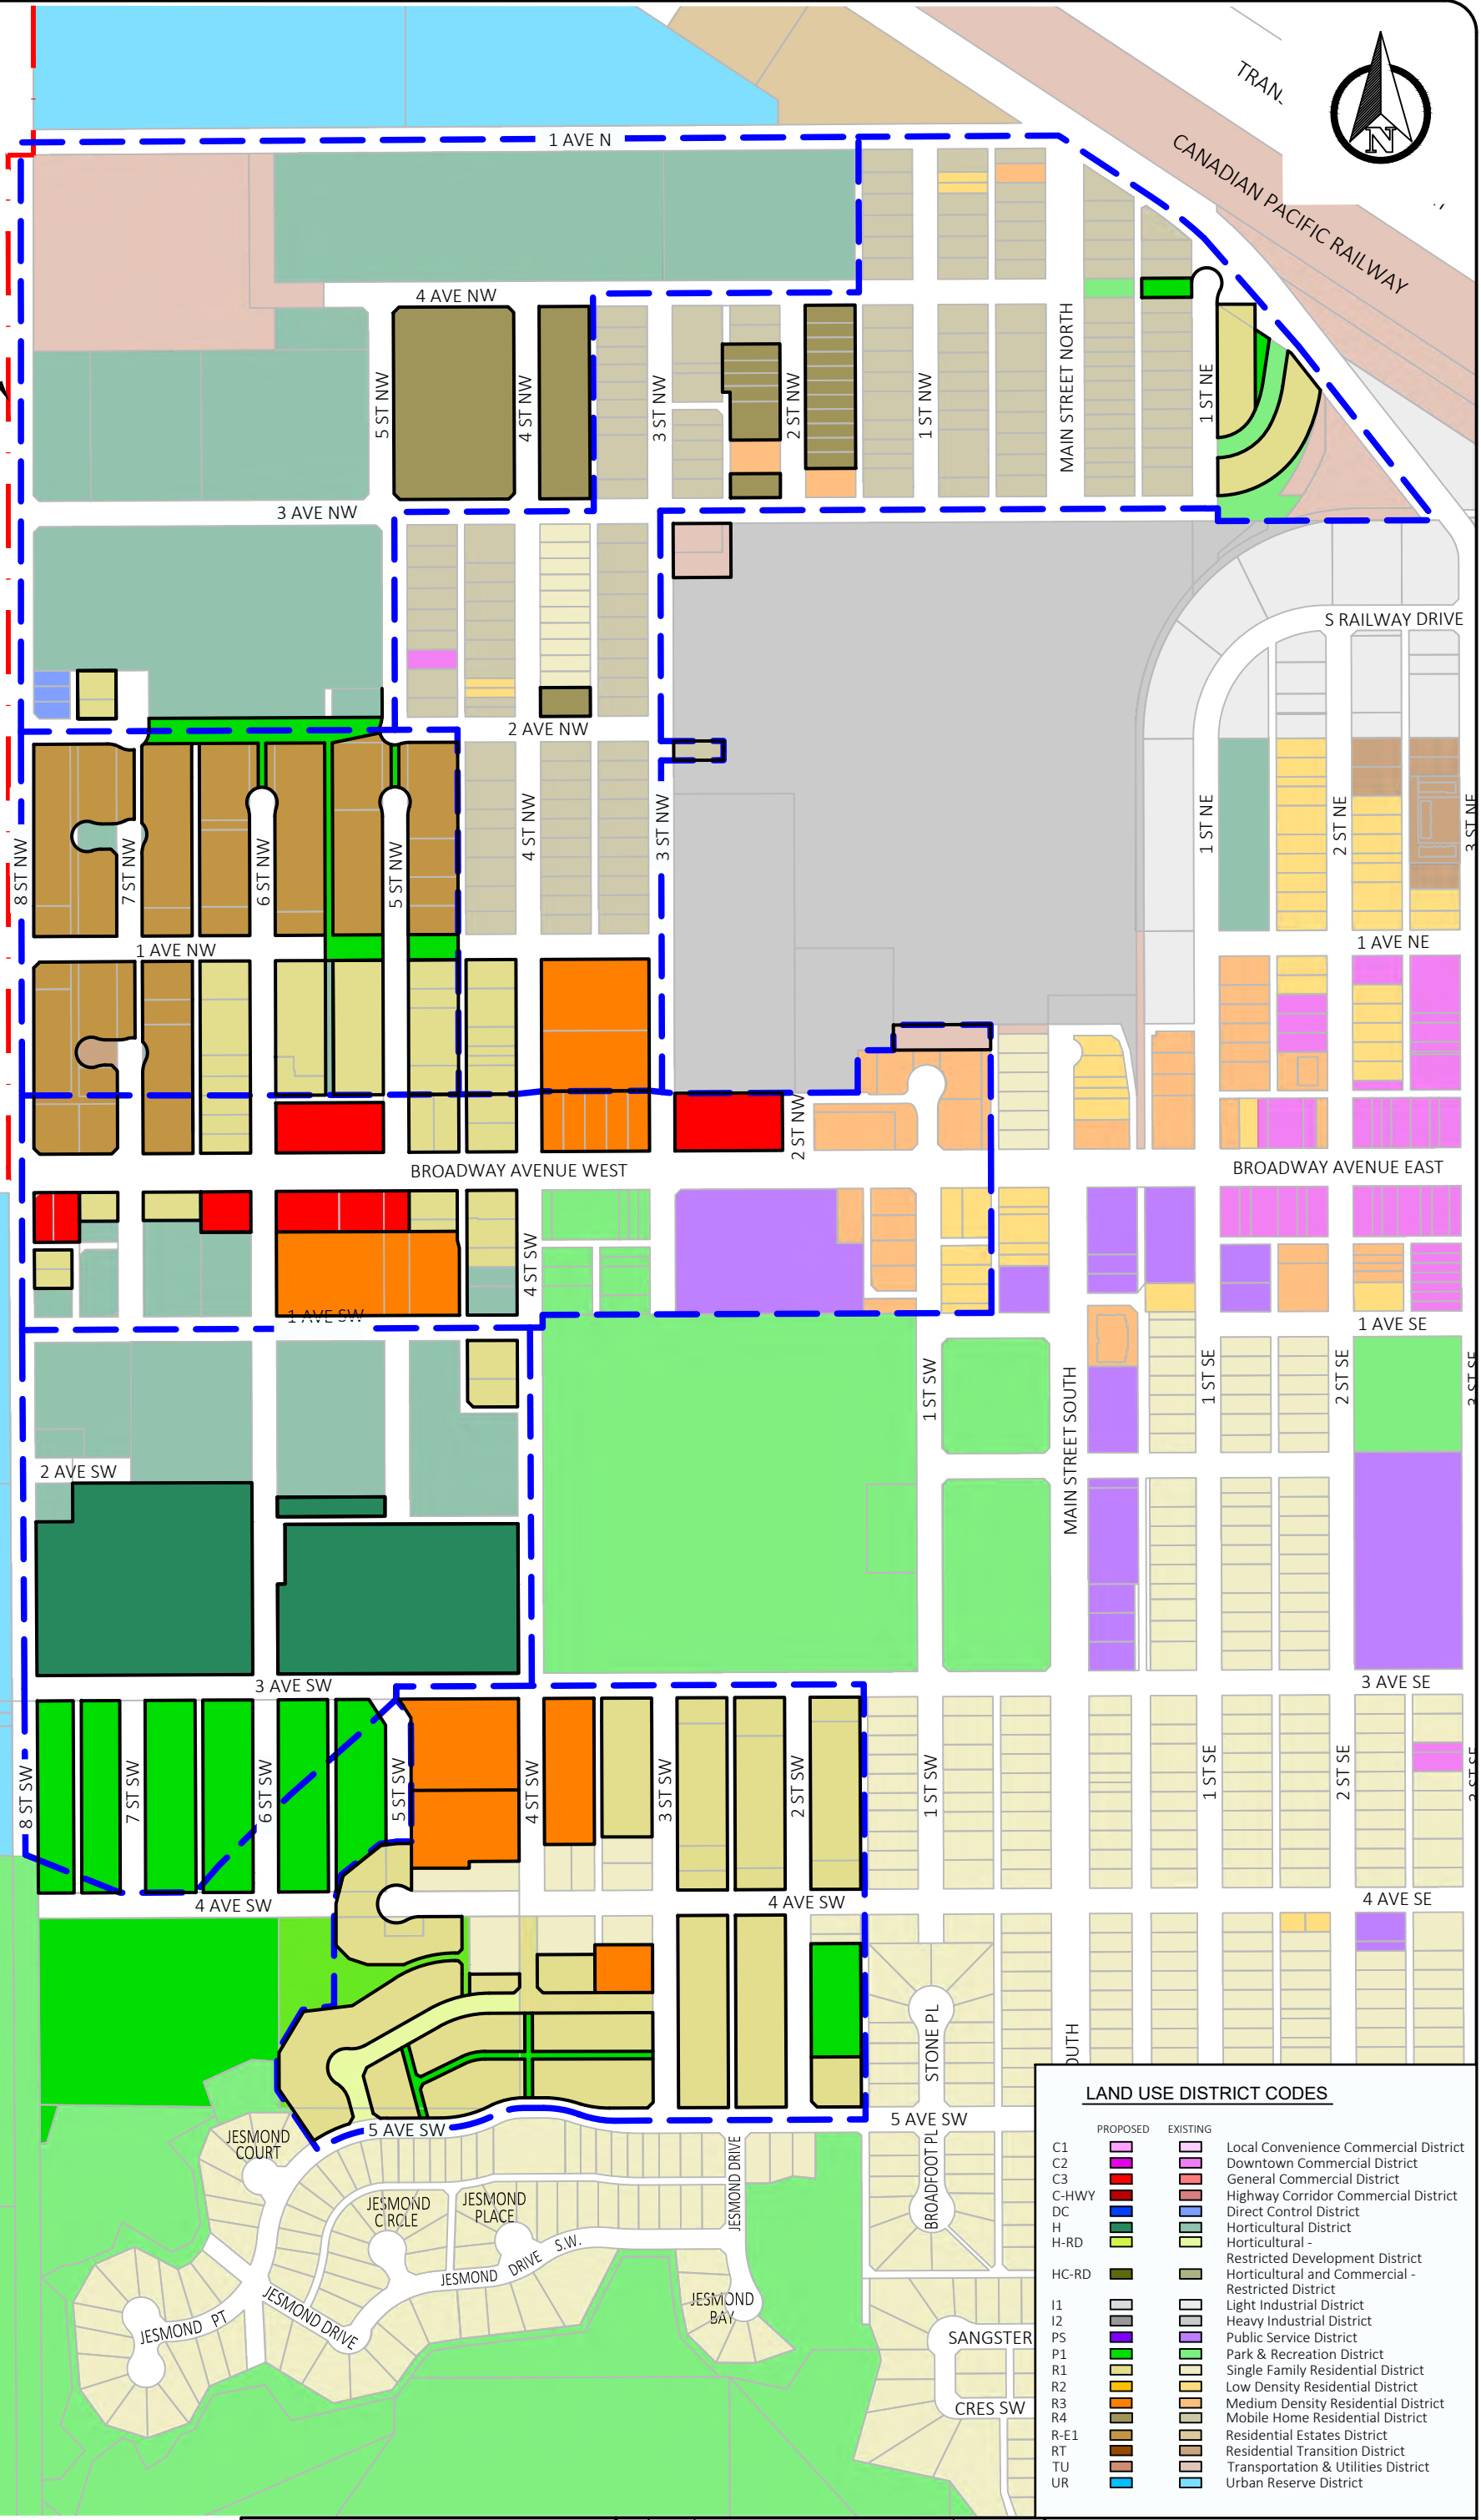 TRAN
N
1 AVE N
CANADIAN PACIFIC RAILWAY
4 AVE NW
5 ST NW
4 ST NW
3 ST NW
2 ST NW
1 ST NW
MAIN STREET NORTH
1 ST NE
3 AVE NW
S RAILWAY DRIVE
2 AVE NW
8 ST NW
7 ST NW
6 ST NW
5 ST NW
4 ST NW
3 ST NW
1 ST NE
2 ST NE
3 ST NE
1 AVE NW
1 AVE NE
2 ST NW
BROADWAY AVENUE WEST
BROADWAY AVENUE EAST
4 ST SW
1 AVE SW
1 AVE SE
1 ST SW
MAIN STREET SOUTH
1 ST SE
2 ST SE
3 ST SE
2 AVE SW
3 AVE SW
3 AVE SE
8 ST SW
7 ST SW
6 ST SW
5 ST SW
4 ST SW
3 ST SW
2 ST SW
1 ST SW
1 ST SE
2 ST SE
3 ST SE
4 AVE SW
4 AVE SW
4 AVE SE
STONE PL
OUTH
5 AVE SW
5 AVE SW
JESMOND
COURT
JESMOND
CIRCLE
JESMOND
PLACE
JESMOND DRIVE
BROADFOOT PL
JESMOND DRIVE S.W.
JESMOND PT
JESMOND DRIVE
JESMOND
BAY
SANGSTER
CRES SW
LAND USE DISTRICT CODES
PROPOSED EXISTING
C1 Local Convenience Commercial District
C2 Downtown Commercial District
C3 General Commercial District
C-HWY Highway Corridor Commercial District
DC Direct Control District
H Horticultural District
H-RD Horticultural -
Restricted Development District
HC-RD Horticultural and Commercial -
Restricted District
I1 Light Industrial District
I2 Heavy Industrial District
PS Public Service District
P1 Park & Recreation District
R1 Single Family Residential District
R2 Low Density Residential District
R3 Medium Density Residential District
R4 Mobile Home Residential District
R-E1 Residential Estates District
RT Residential Transition District
TU Transportation & Utilities District
UR Urban Reserve District